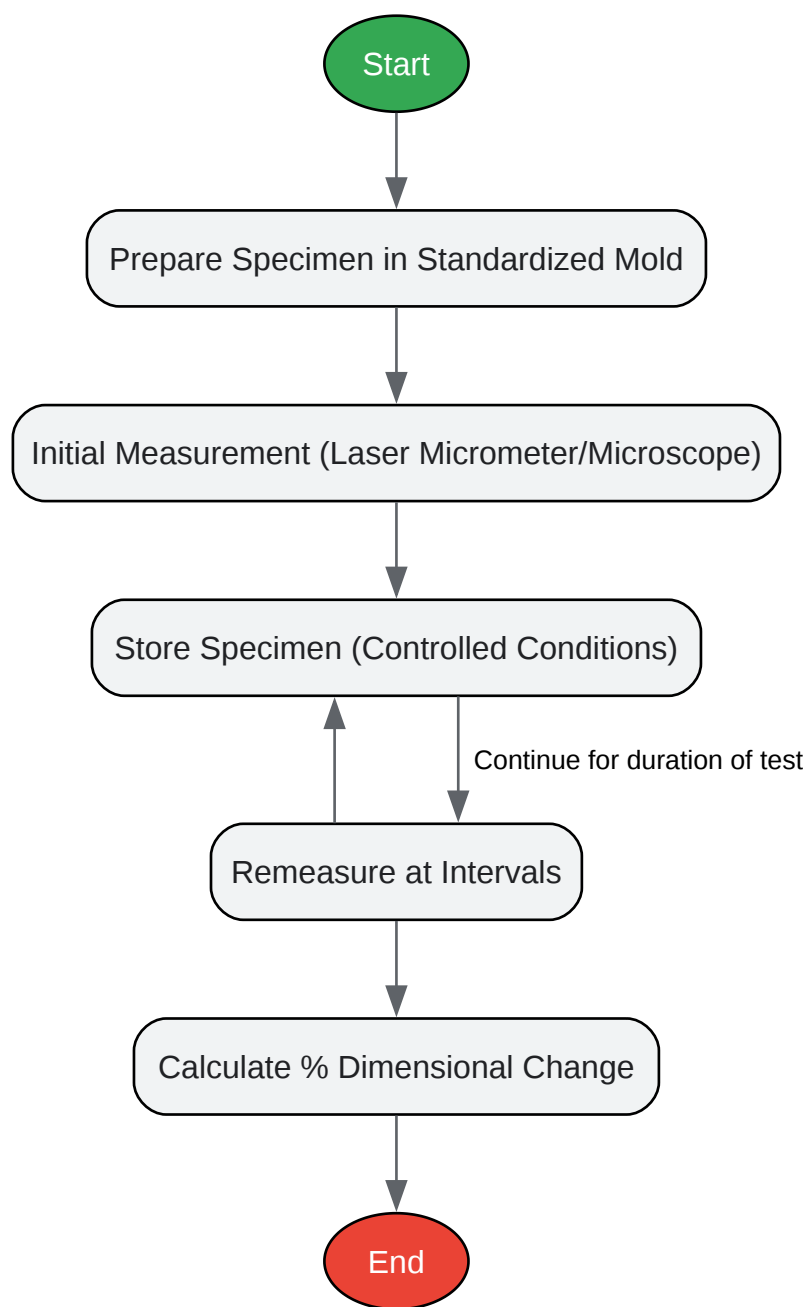 Start
Prepare Specimen in Standardized Mold
Initial Measurement (Laser Micrometer/Microscope)
Store Specimen (Controlled Conditions)
Continue for duration of test
Remeasure at Intervals
Calculate % Dimensional Change
End